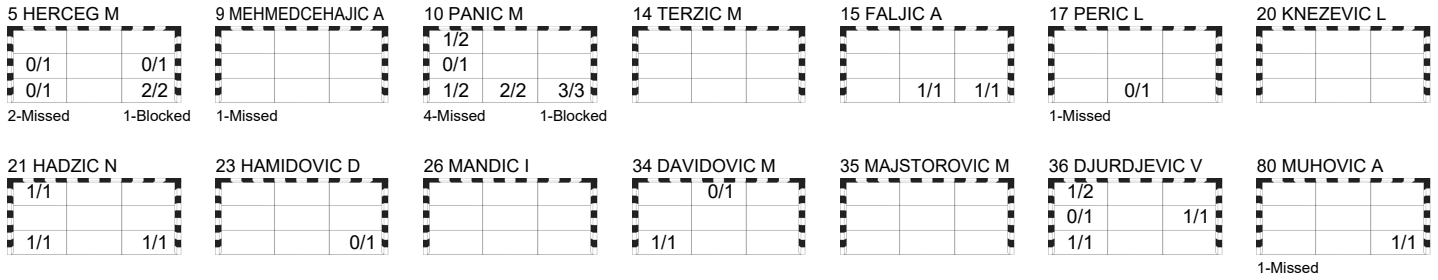 5 HERCEG M 9 MEHMEDCEHAJIC A 10 PANIC M 14 TERZIC M 15 FALJIC A 17 PERIC L 20 KNEZEVIC L
1/2
0/1 0/1 0/1
0/1 2/2 1/2 2/2 3/3 1/1 1/1 0/1
2-Missed 1-Blocked 1-Missed 4-Missed 1-Blocked 1-Missed
21 HADZIC N 23 HAMIDOVIC D 26 MANDIC I 34 DAVIDOVIC M 35 MAJSTOROVIC M 36 DJURDJEVIC V 80 MUHOVIC A
1/1 0/1 1/2
0/1 1/1
1/1 1/1 0/1 1/1 1/1 1/1
1-Missed